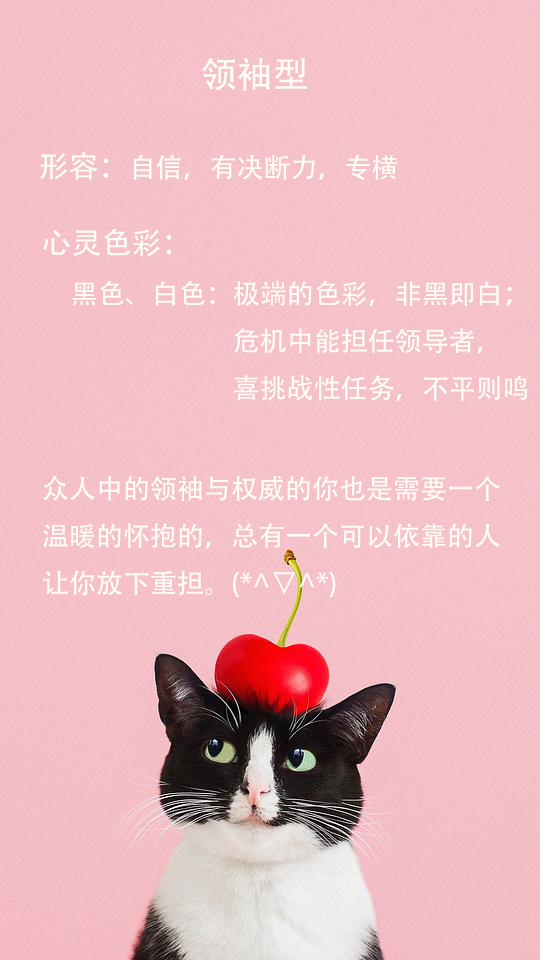 领袖型
形容：自信，有决断力，专横
心灵色彩：
黑色、白色：极端的色彩，非黑即白；
危机中能担任领导者，
喜挑战性任务，不平则鸣
众人中的领袖与权威的你也是需要一个
温暖的怀抱的，总有一个可以依靠的人
让你放下重担。(*^▽^*)